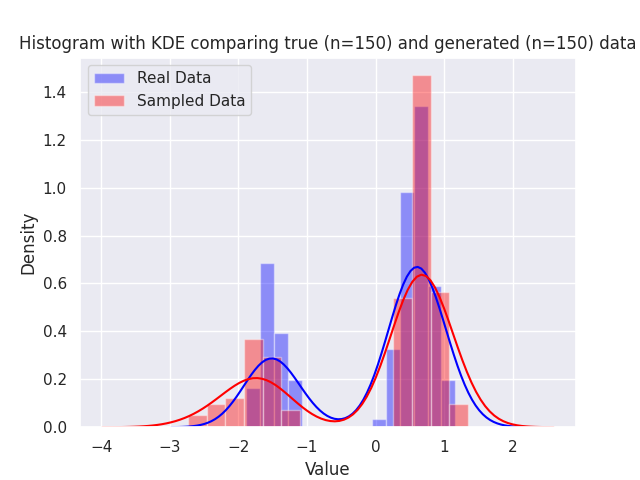 Histogram with KDE comparing true (n=150) and generated (n=150) data
Real Data
Sampled Data
Density
1.4
1.2
1.0
0.8
0.6
0.4
0.2
0.0
−4 −3 −2 −1 0 1 2
Value